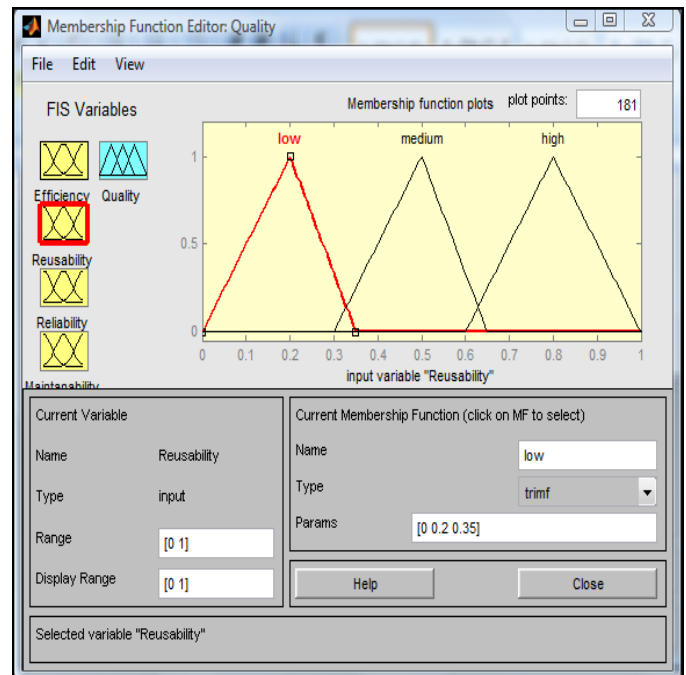 Membership Function Editor: Quality
File Edit View
FIS Variables
Membership function plots plot points: 181
low medium high
Efficiency Quality
Reusability
Reliability
Maintanability
1
0.5
0
0 0.1 0.2 0.3 0.4 0.5 0.6 0.7 0.8 0.9 1
input variable "Reusability"
Current Variable
Name Reusability
Type input
Range [0 1]
Display Range [0 1]
Current Membership Function (click on MF to select)
Name low
Type trimf
Params [0 0.2 0.35]
Help Close
Selected variable "Reusability"